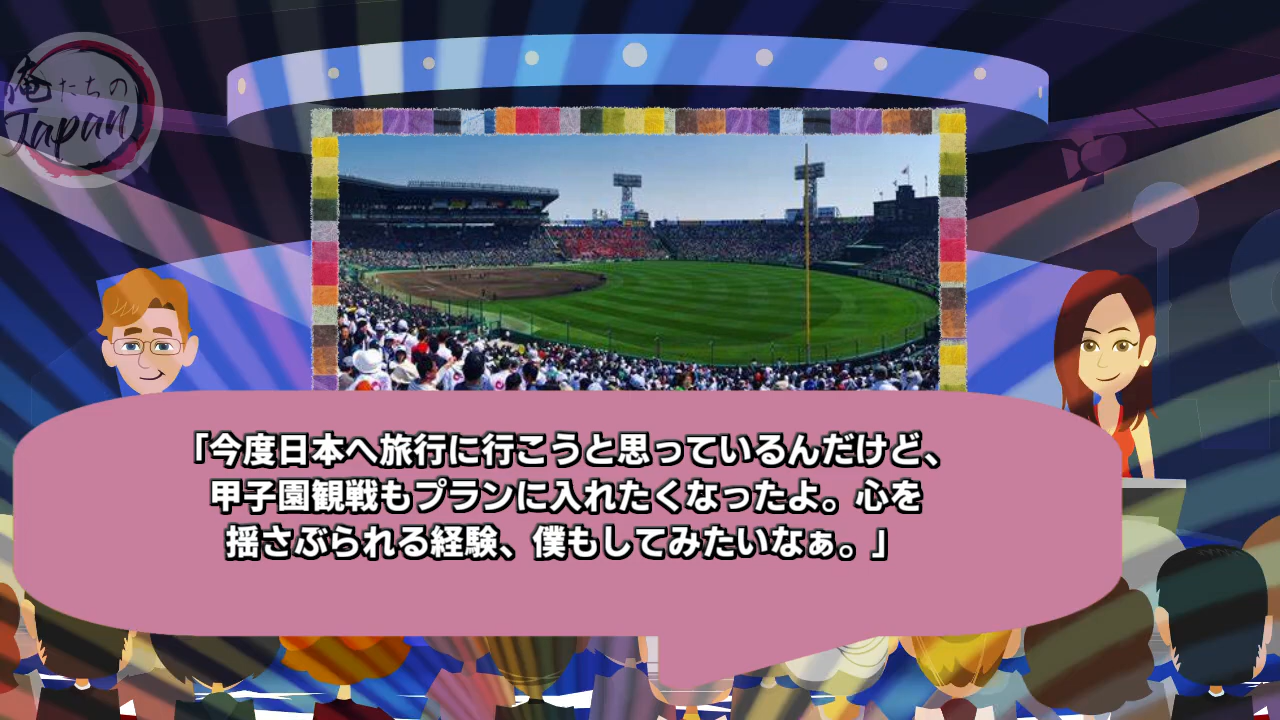 俺たちの
Japan
「今度日本へ旅行に行こうと思っているんだけど、
甲子園観戦もプランに入れたくなったよ。心を
揺さぶられる経験、僕もしてみたいなぁ。」